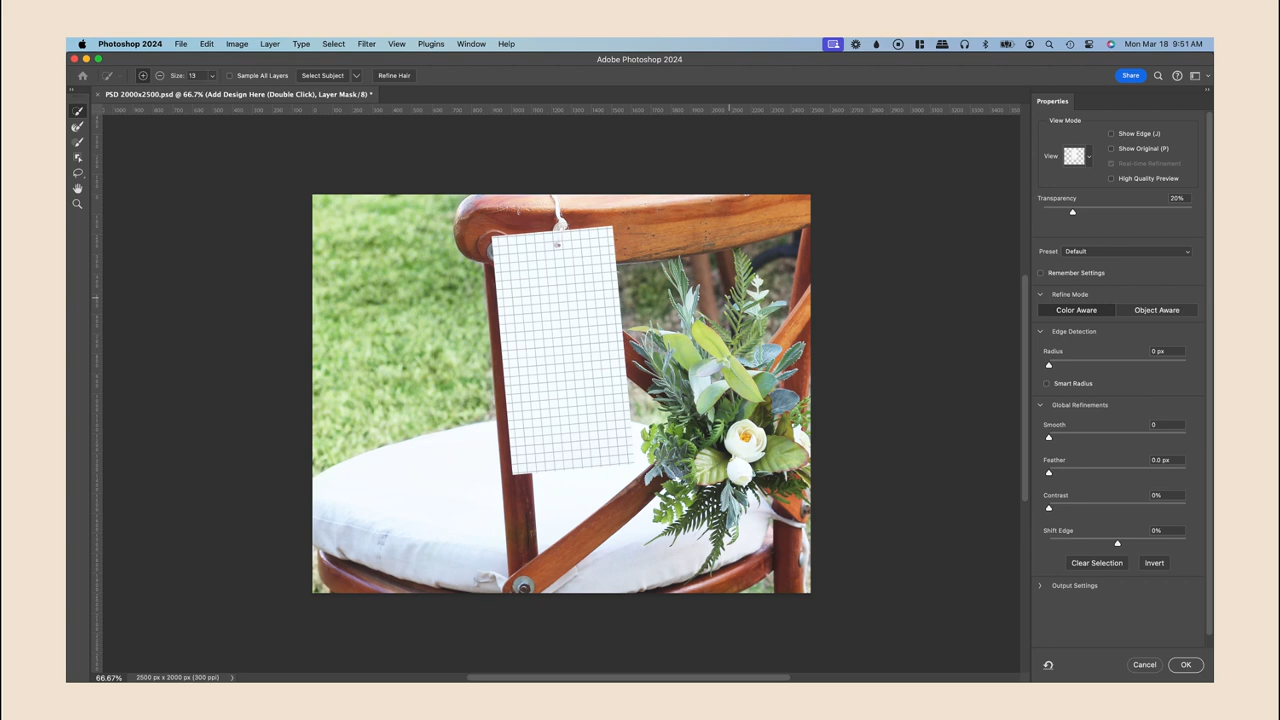 Photoshop 2024 File Edit Image Layer Type Select Filter View Plugins Window Help Mon Mar 18 9:51 AM
Adobe Photoshop 2024
Size: 13 Sample All Layers Select Subject Refine Hair Share
PSD 2000x2500.psd @ 66.7% (Add Design Here (Double Click), Layer Mask/8) *
Properties
View Mode
Show Edge (J)
Show Original (P)
View
Real-time Refinement
High Quality Preview
Transparency 20%
Preset Default
Remember Settings
Refine Mode
Color Aware Object Aware
Edge Detection
Radius 0 px
Smart Radius
Global Refinements
Smooth 0
Feather 0.0 px
Contrast 0%
Shift Edge 0%
Clear Selection Invert
Output Settings
Cancel OK
66.67% 2500 px x 2000 px (300 ppi)